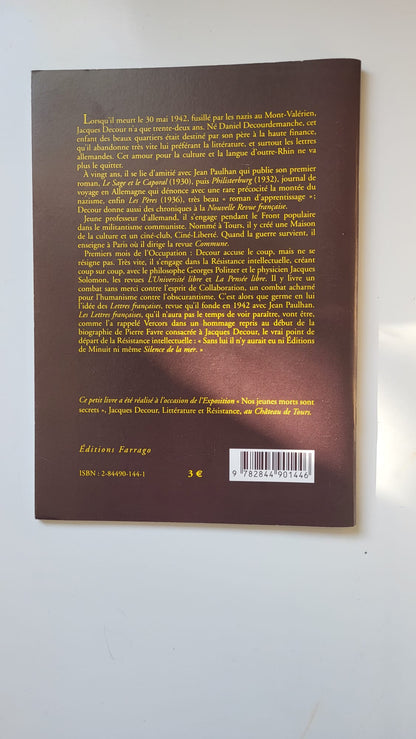 Lorsqu'il meurt le 30 mai 1942, fusillé par les nazis au Mont-Valérien,
Jacques Decour n'a que trente-deux ans. Né Daniel Decourdemanche, cet
enfant des beaux quartiers était destiné par son père à la haute finance,
qu'il abandonne très vite lui préférant la littérature, et surtout les lettres
allemandes. Cet amour pour la culture et la langue d'outre-Rhin ne va
plus le quitter.
À vingt ans, il se lie d'amitié avec Jean Paulhan qui publie son premier
roman, Le Sage et le Caporal (1930), puis Philisterburg (1932), journal de
voyage en Allemagne qui dénonce avec une rare précocité la montée du
nazisme, enfin Les Pères (1936), très beau « roman d'apprentissage » ;
Decour donne aussi des chroniques à la Nouvelle Revue française.
Jeune professeur d'allemand, il s'engage pendant le Front populaire
dans le militantisme communiste. Nommé à Tours, il y crée une Maison
de la culture et un ciné-club, Ciné-Liberté. Quand la guerre survient, il
enseigne à Paris où il dirige la revue Commune.
Premiers mois de l'Occupation : Decour accuse le coup, mais ne se
résigne pas. Très vite, il s'engage dans la Résistance intellectuelle, créant
coup sur coup, avec le philosophe Georges Politzer et le physicien Jacques
Solomon, les revues L'Université libre et La Pensée libre. Il y livre un
combat sans merci contre l'esprit de Collaboration, un combat acharné
pour l'humanisme contre l'obscurantisme. C'est alors que germe en lui
l'idée des Lettres françaises, revue qu'il fonde en 1942 avec Jean Paulhan.
Les Lettres françaises, qu'il n'aura pas le temps de voir paraître, vont être,
comme l'a rappelé Vercors dans un hommage repris au début de la
biographie de Pierre Favre consacrée à Jacques Decour, le vrai point de
départ de la Résistance intellectuelle : « Sans lui il n'y aurait eu ni Éditions
de Minuit ni même Silence de la mer. »
Ce petit livre a été réalisé à l'occasion de l'Exposition « Nos jeunes morts sont
secrets », Jacques Decour, Littérature et Résistance, au Château de Tours.
Éditions Farrago
ISBN : 2-84490-144-1
3 €
9 782844 901446